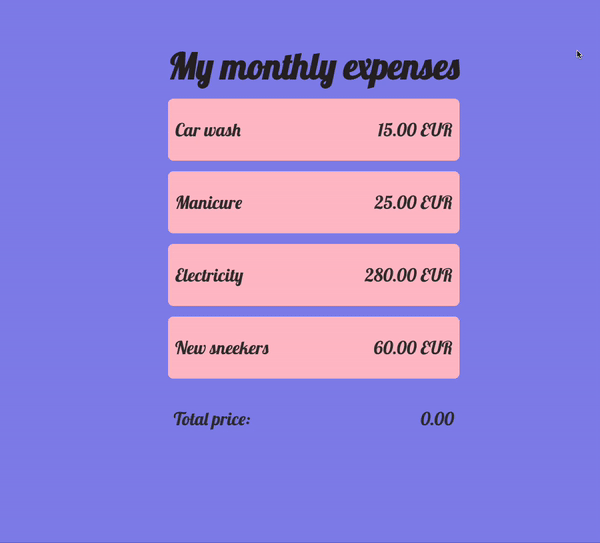 My monthly expenses
Car wash 15.00 EUR
Manicure 25.00 EUR
Electricity 280.00 EUR
New sneekers 60.00 EUR
Total price: 0.00